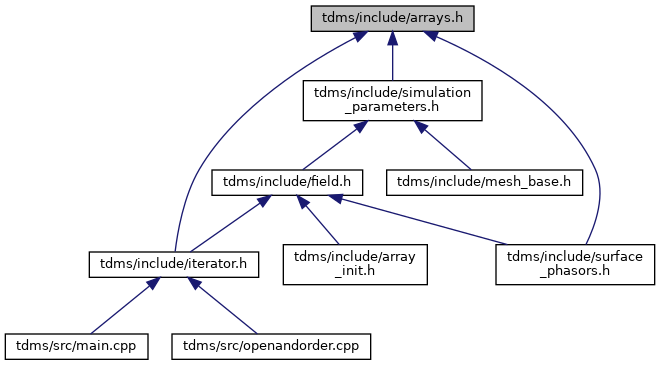 tdms/include/arrays.h
tdms/include/simulation
_parameters.h
tdms/include/field.h
tdms/include/mesh_base.h
tdms/include/iterator.h
tdms/include/array
_init.h
tdms/include/surface
_phasors.h
tdms/src/main.cpp
tdms/src/openandorder.cpp